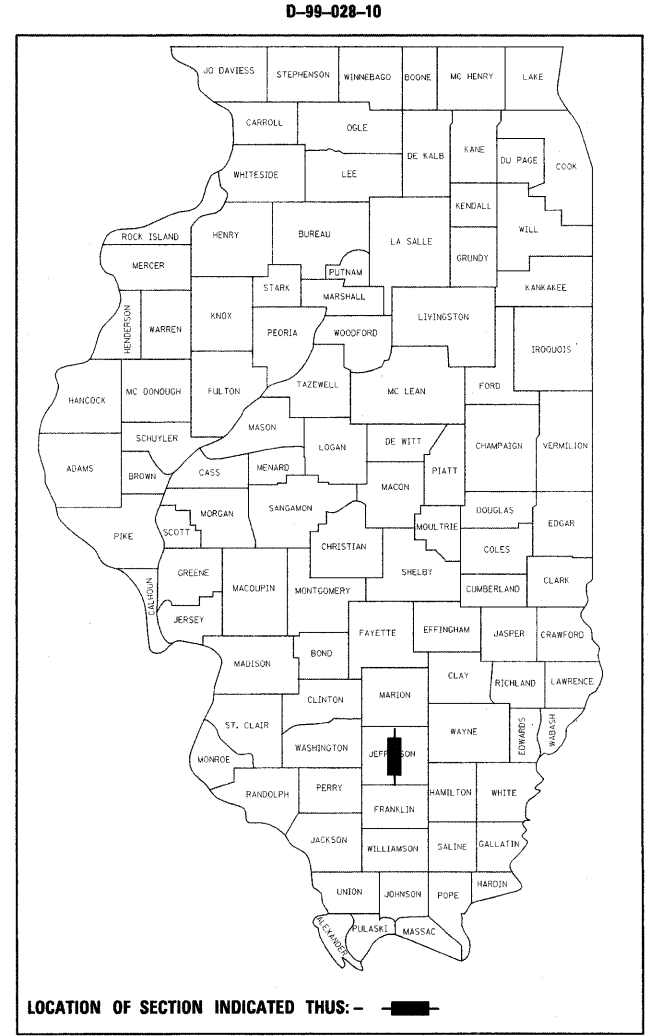 D-99-028-10
JO DAVIESS
STEPHENSON
WINNEBAGO
BOONE
MC HENRY
LAKE
CARROLL
OGLE
DE KALB
KANE
DU PAGE
COOK
WHITESIDE
LEE
KENDALL
WILL
ROCK ISLAND
HENRY
BUREAU
LA SALLE
GRUNDY
MERCER
PUTNAM
STARK
MARSHALL
KANKAKEE
HENDERSON
WARREN
KNOX
PEORIA
WOODFORD
LIVINGSTON
IROQUOIS
HANCOCK
MC DONOUGH
FULTON
TAZEWELL
MC LEAN
FORD
SCHUYLER
MASON
LOGAN
DE WITT
CHAMPAIGN
VERMILION
ADAMS
BROWN
CASS
MENARD
MACON
PIATT
PIKE
SCOTT
MORGAN
SANGAMON
CHRISTIAN
MOULTRIE
DOUGLAS
EDGAR
COLES
CALHOUN
GREENE
MACOUPIN
MONTGOMERY
SHELBY
CUMBERLAND
CLARK
JERSEY
FAYETTE
EFFINGHAM
JASPER
CRAWFORD
MADISON
BOND
CLAY
RICHLAND
LAWRENCE
CLINTON
MARION
ST. CLAIR
WAYNE
EDWARDS
WABASH
MONROE
WASHINGTON
JEFFERSON
RANDOLPH
PERRY
HAMILTON
WHITE
FRANKLIN
JACKSON
WILLIAMSON
SALINE
GALLATIN
UNION
JOHNSON
POPE
HARDIN
ALEXANDER
PULASKI
MASSAC
LOCATION OF SECTION INDICATED THUS:-